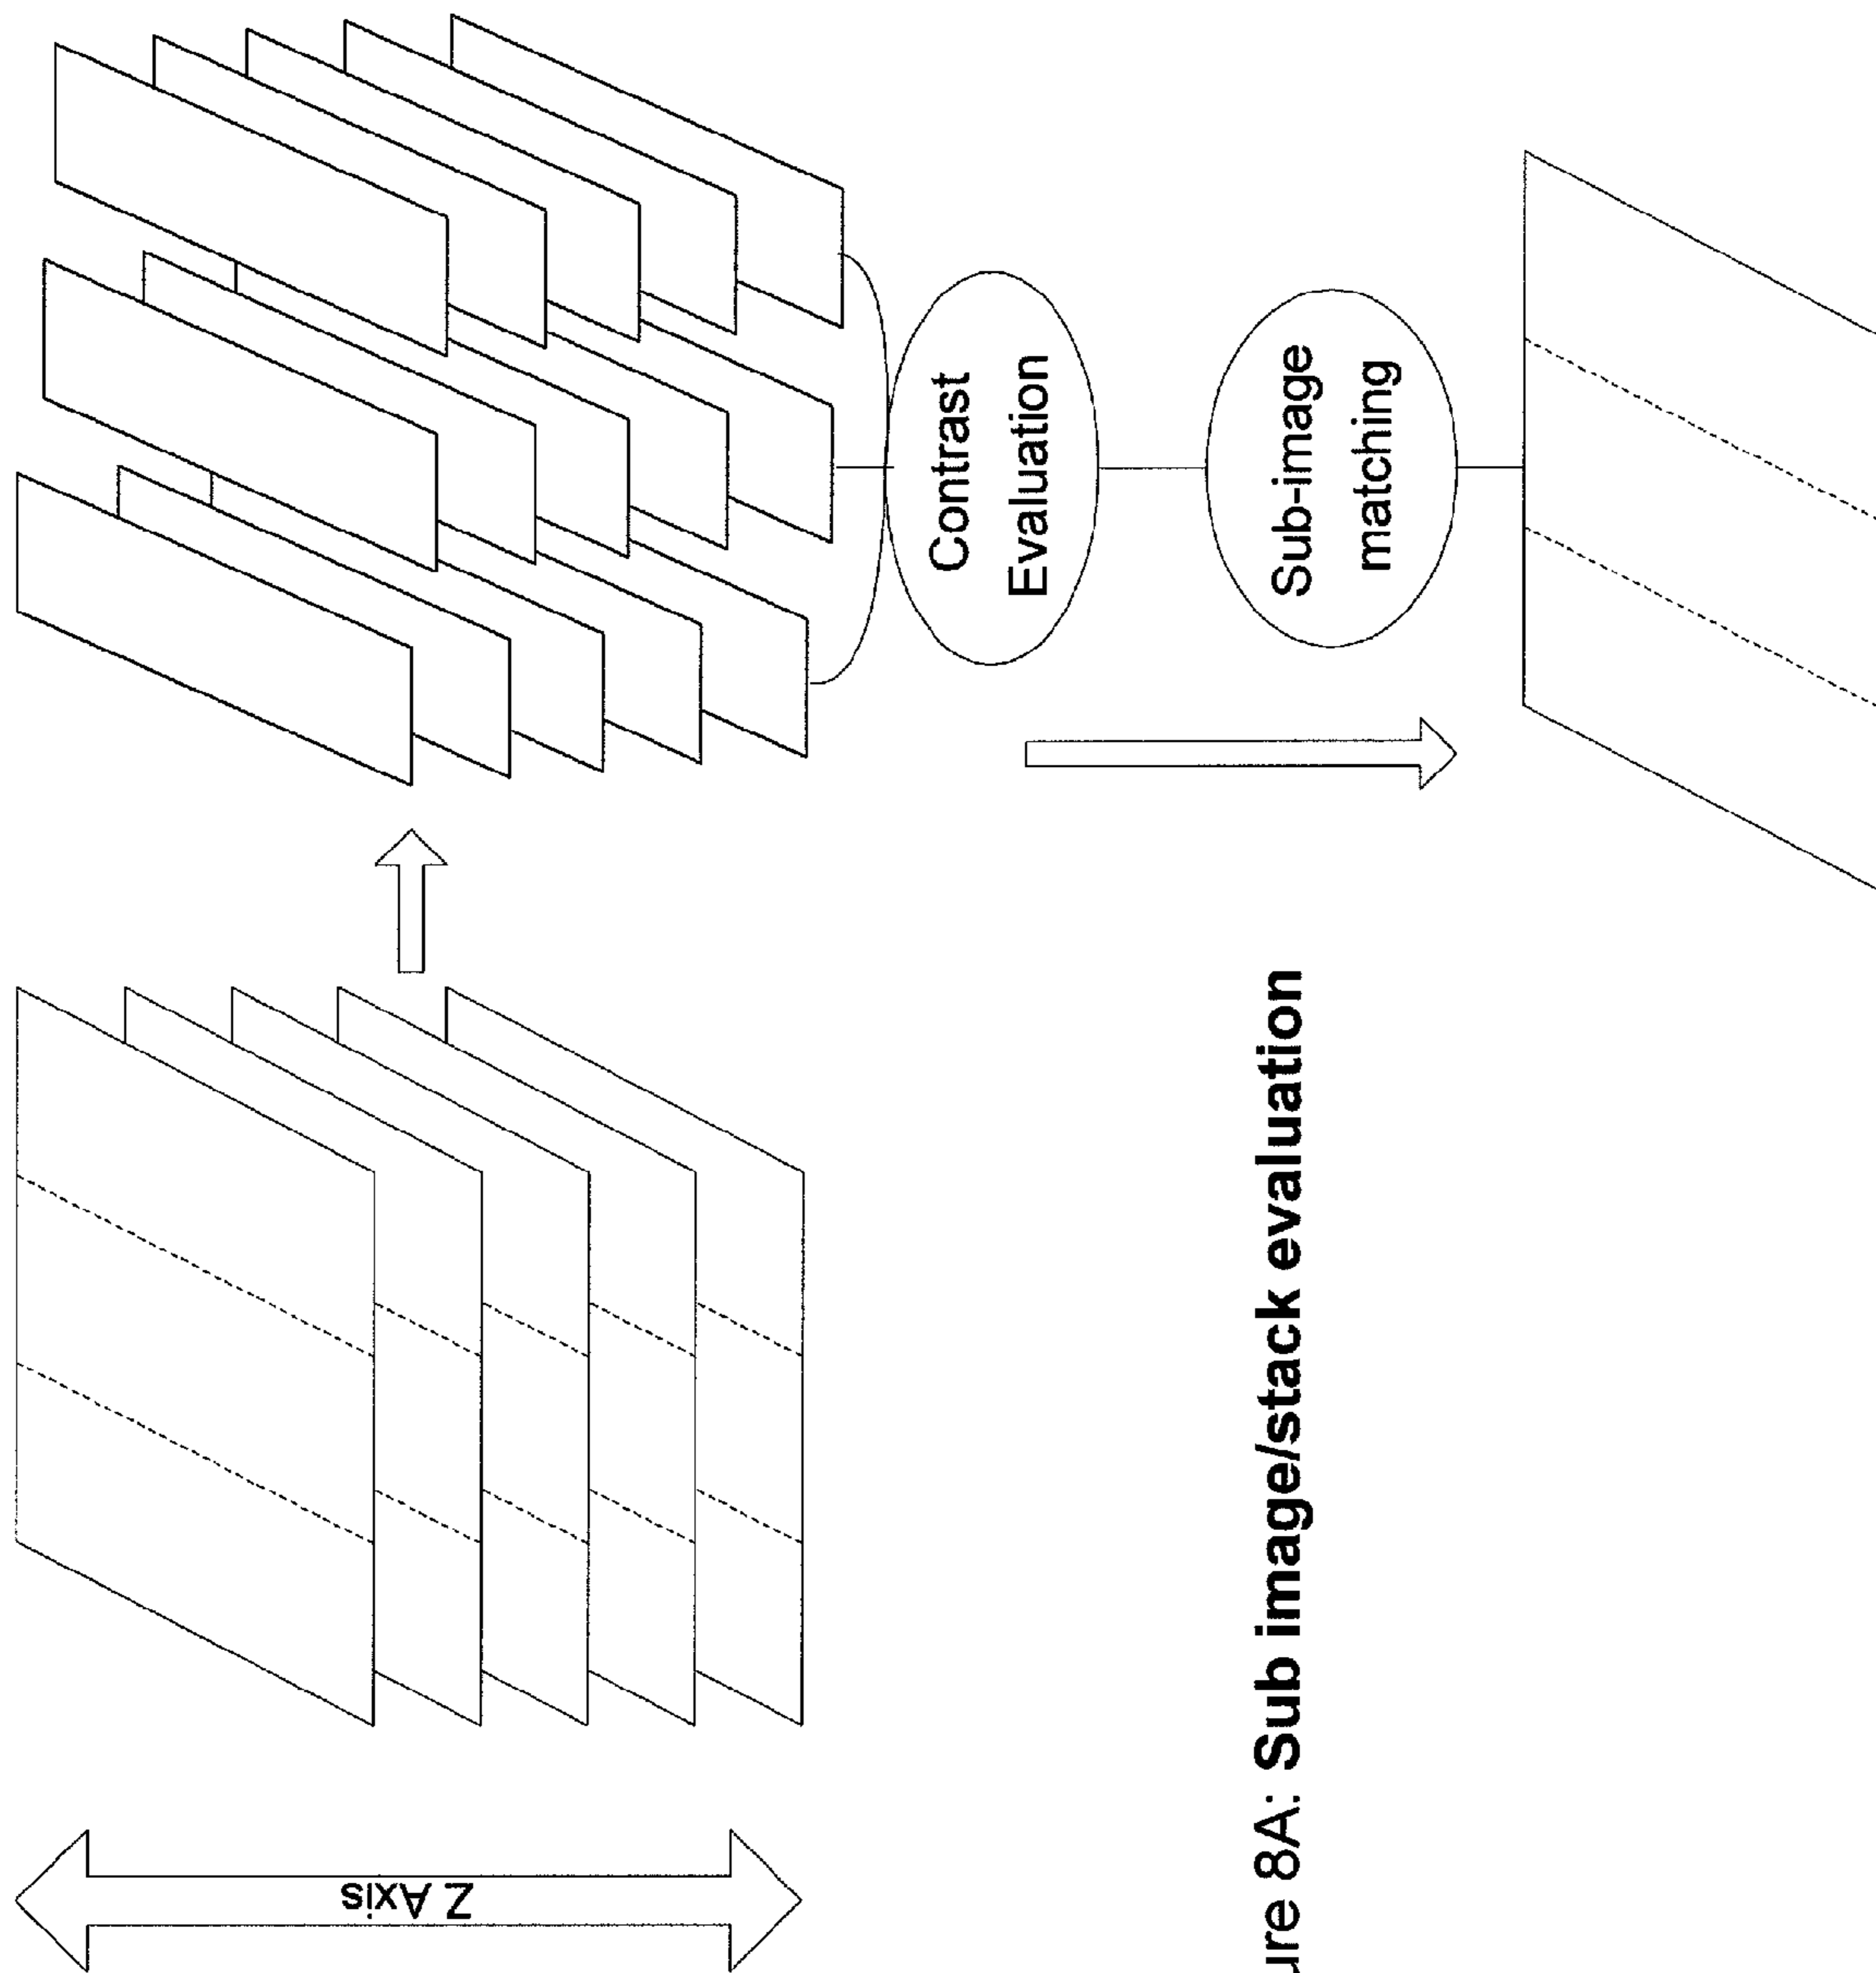 Z Axis
Contrast
Evaluation
Sub-image
matching
ure 8A: Sub image/stack evaluation